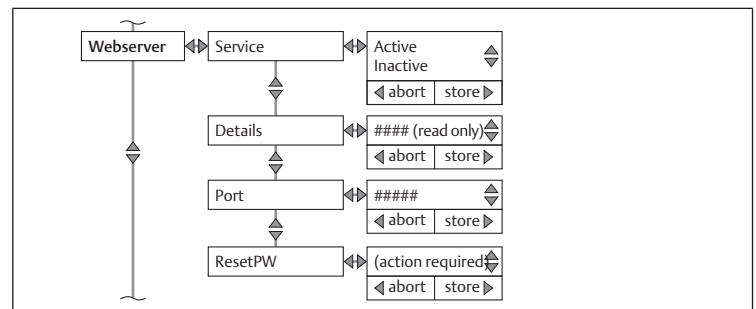 Webserver
Service
Active
Inactive
abort store
Details
#### (read only)
abort store
Port
#####
abort store
ResetPW
(action required)
abort store